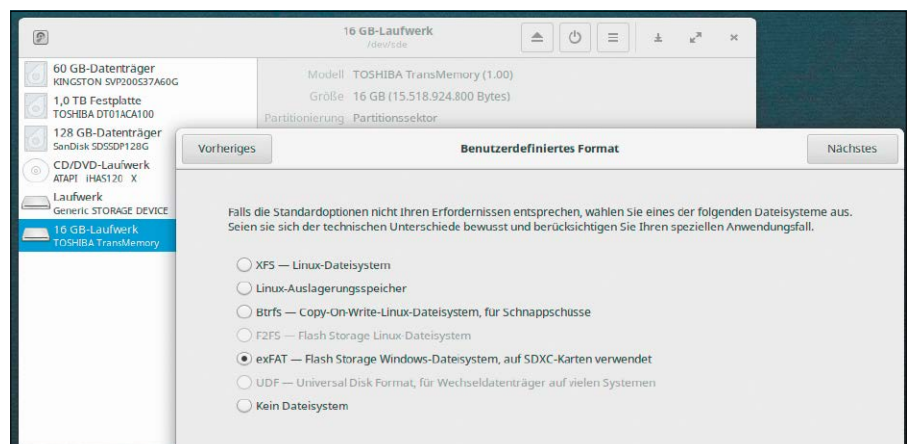 16 GB-Laufwerk
/dev/sde
60 GB-Datenträger
KINGSTON SVP200S37A60G
1,0 TB Festplatte
TOSHIBA DT01ACA100
128 GB-Datenträger
SanDisk SDSSDP128G
CD/DVD-Laufwerk
ATAPI iHAS120 X
Laufwerk
Generic STORAGE DEVICE
16 GB-Laufwerk
TOSHIBA TransMemory
Modell TOSHIBA TransMemory (1.00)
Größe 16 GB (15.518.924.800 Bytes)
Partitionierung Partitionssektor
Vorheriges
Benutzerdefiniertes Format
Nächstes
Falls die Standardoptionen nicht Ihren Erfordernissen entsprechen, wählen Sie eines der folgenden Dateisysteme aus.
Seien sie sich der technischen Unterschiede bewusst und berücksichtigen Sie Ihren speziellen Anwendungsfall.
XFS — Linux-Dateisystem
Linux-Auslagerungsspeicher
Btrfs — Copy-On-Write-Linux-Dateisystem, für Schnappschüsse
F2FS — Flash Storage Linux-Dateisystem
exFAT — Flash Storage Windows-Dateisystem, auf SDXC-Karten verwendet
UDF — Universal Disk Format, für Wechseldatenträger auf vielen Systemen
Kein Dateisystem